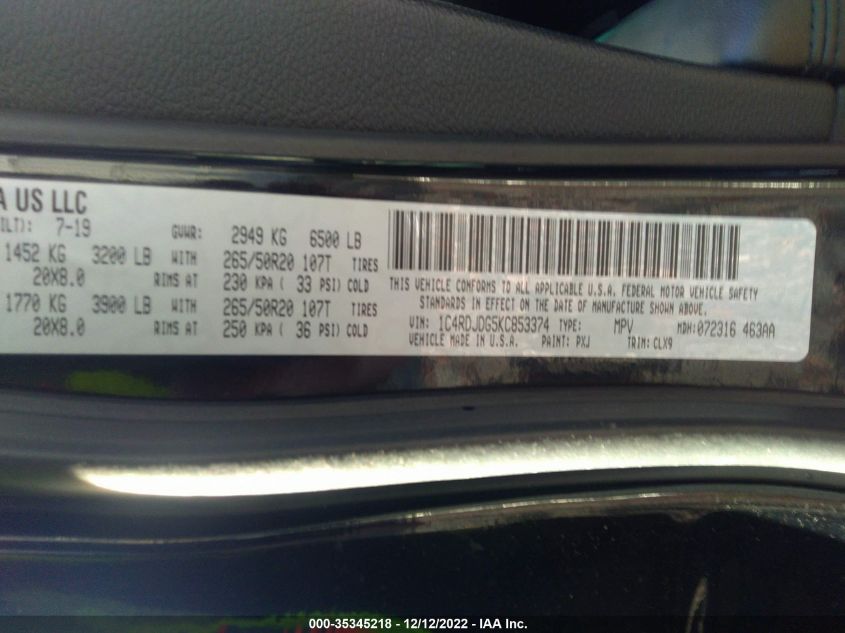 A US LLC
ILT): 7-19 GVWR: 2949 KG 6500 LB
1452 KG 3200 LB WITH 265/50R20 107T TIRES
20X8.0 RIMS AT 230 KPA ( 33 PSI) COLD
1770 KG 3900 LB WITH 265/50R20 107T TIRES
20X8.0 RIMS AT 250 KPA ( 36 PSI) COLD
THIS VEHICLE CONFORMS TO ALL APPLICABLE U.S.A. FEDERAL MOTOR VEHICLE SAFETY
STANDARDS IN EFFECT ON THE DATE OF MANUFACTURE SHOWN ABOVE.
VIN: 1C4RDJDG5KC853374 TYPE: MPV MDH:072316 463AA
VEHICLE MADE IN U.S.A. PAINT: PXJ TRIM: CLX9
000-35345218 - 12/12/2022 - IAA Inc.